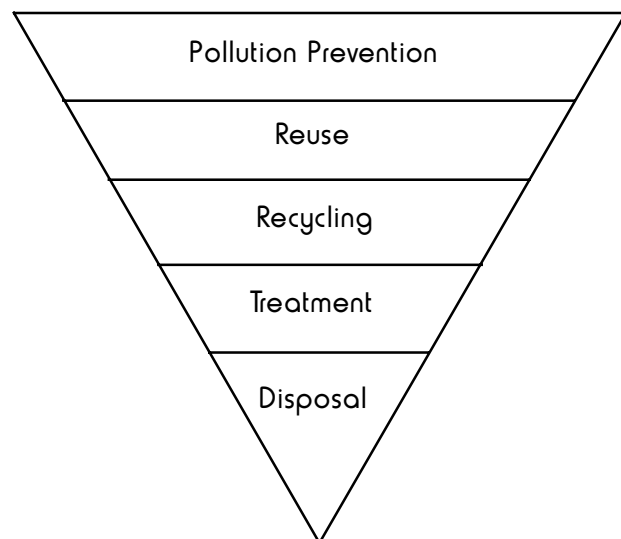 Pollution Prevention
Reuse
Recycling
Treatment
Disposal